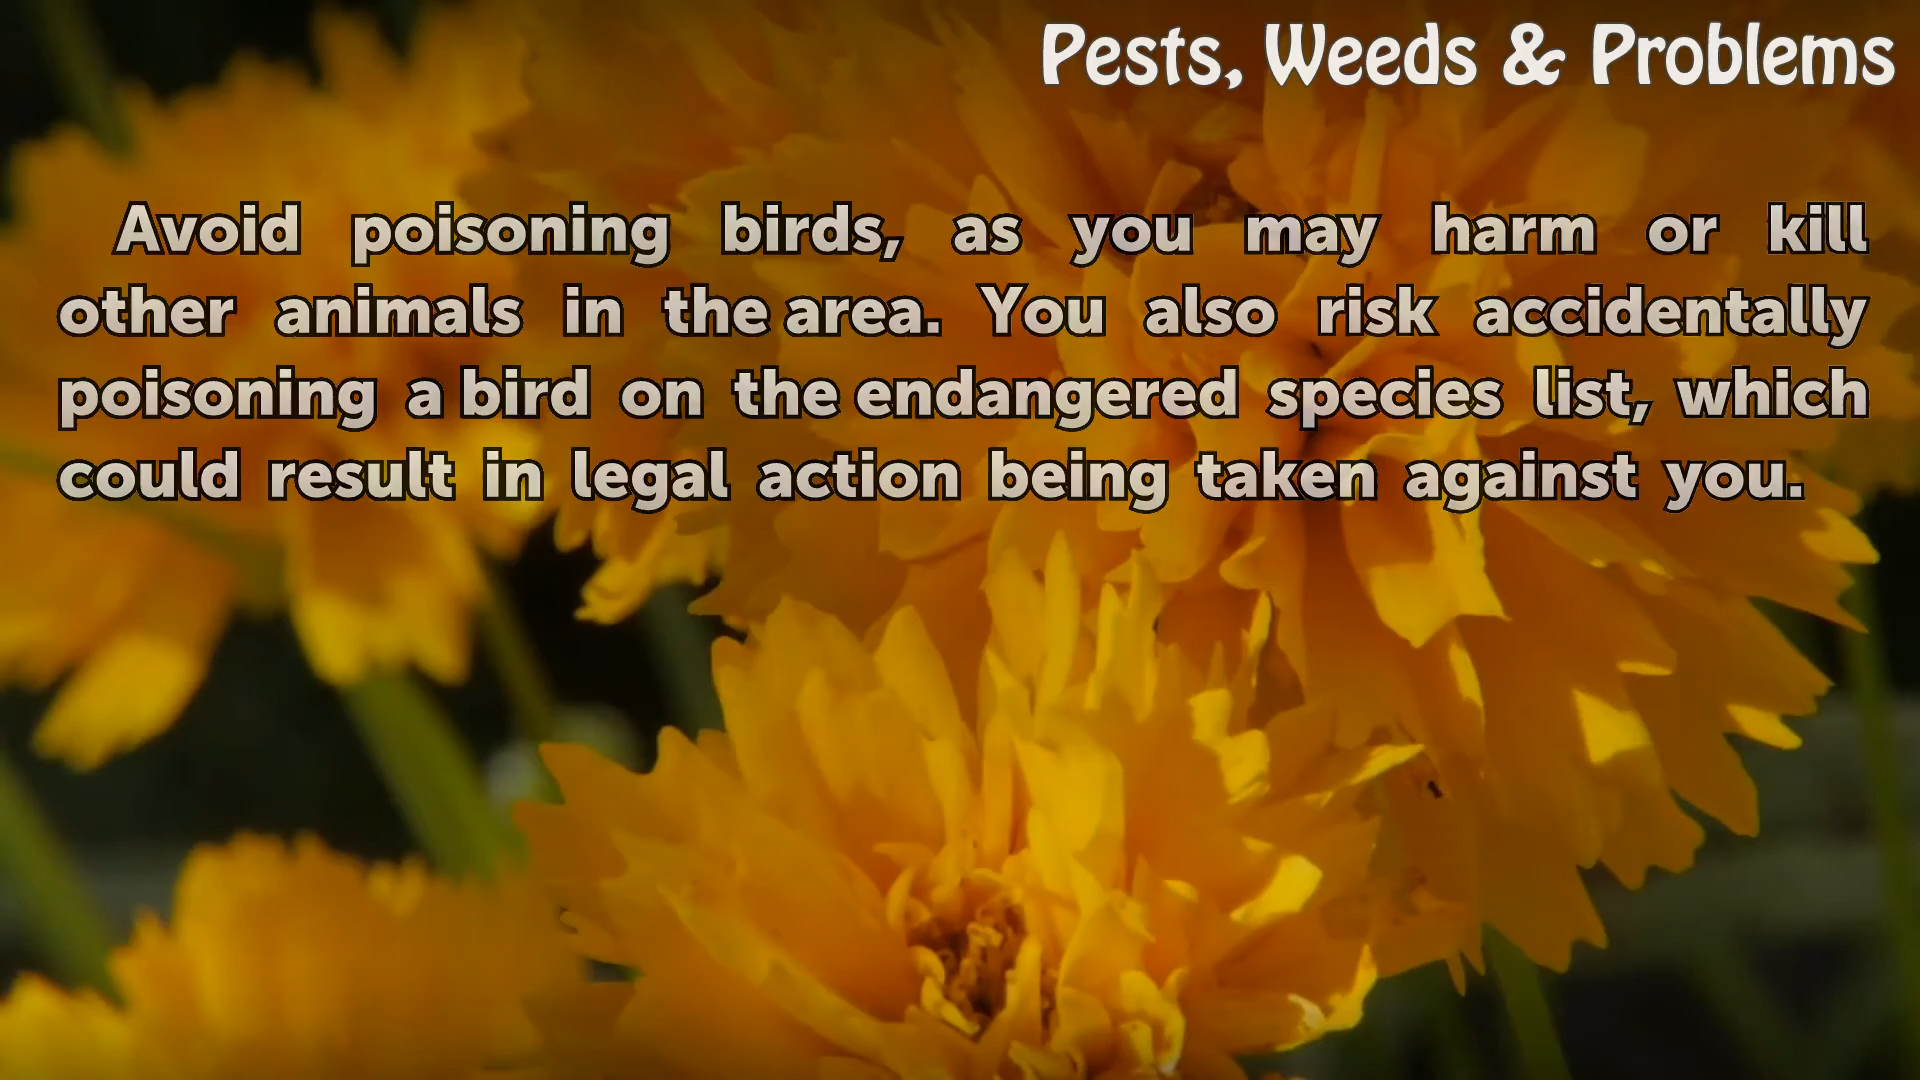 Pests, Weeds & Problems
Avoid poisoning birds, as you may harm or kill
other animals in the area. You also risk accidentally
poisoning a bird on the endangered species list, which
could result in legal action being taken against you.